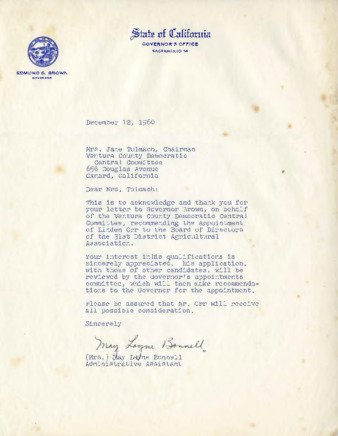 State of California
GOVERNOR'S OFFICE
SACRAMENTO 14
EDMUND G. BROWN
GOVERNOR
December 12, 1960
Mrs. Jane Tolmach, Chairman
Ventura County Democratic
Central Committee
656 Douglas Avenue
Oxnard, California
Dear Mrs. Tolmach:
This is to acknowledge and thank you for
your letter to Governor Brown, on behalf
of the Ventura County Democratic Central
Committee, recommending the appointment
of Linden Orr to the Board of Directors
of the 31st District Agricultural
Association.
Your interest in his qualifications is
sincerely appreciated. His application,
with those of other candidates, will be
reviewed by the Governor's appointments
committee, which will then make recommenda-
tions to the Governor for the appointment.
Please be assured that Mr. Orr will receive
all possible consideration.
Sincerely
May Layne Bonnell
(Mrs.) May Layne Bonnell
Administrative Assistant